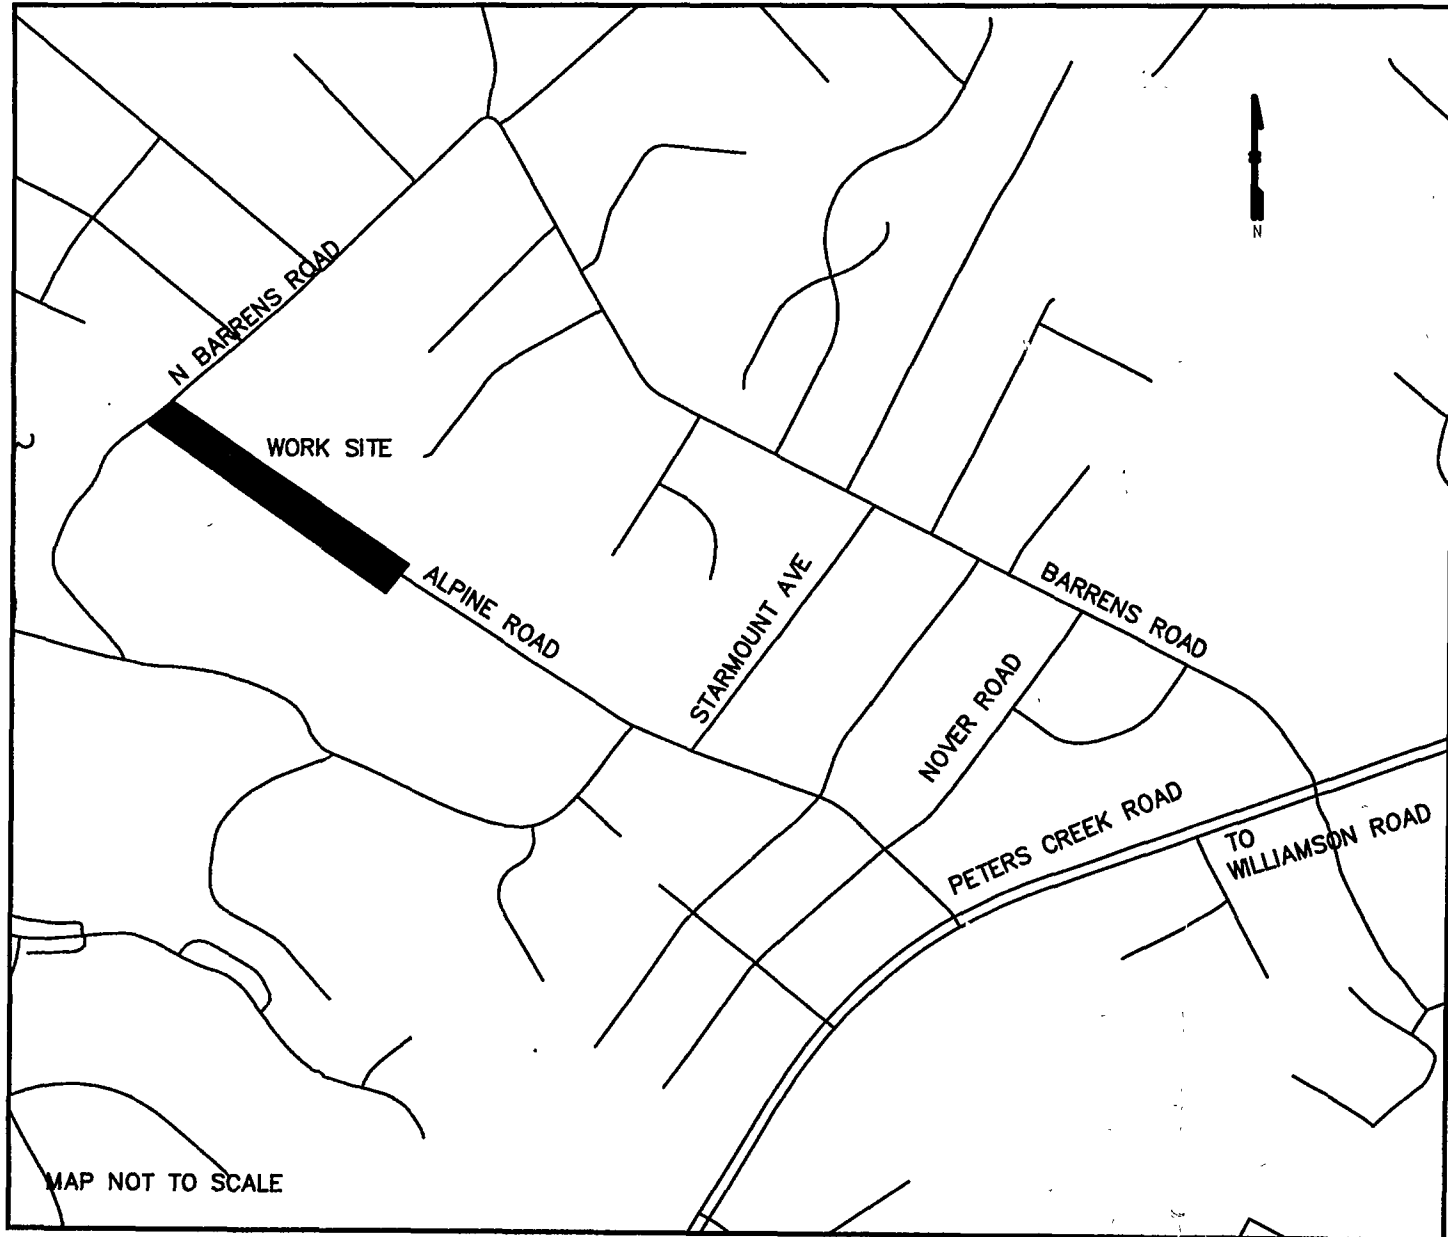 N
N BARRENS ROAD
WORK SITE
ALPINE ROAD
STARMOUNT AVE
BARRENS ROAD
NOVER ROAD
PETERS CREEK ROAD
TO
WILLIAMSON ROAD
MAP NOT TO SCALE